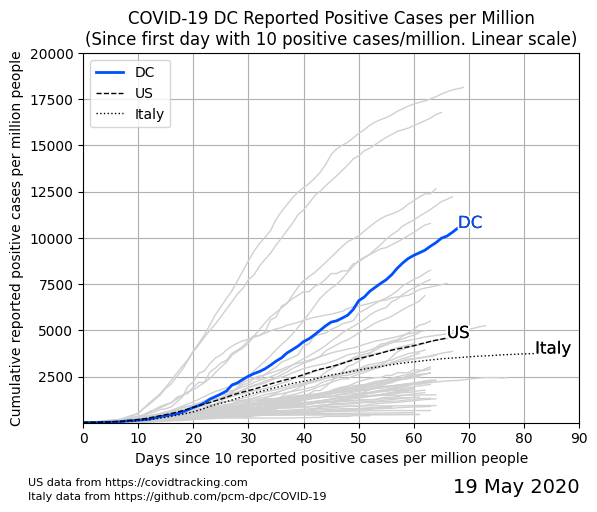 COVID-19 DC Reported Positive Cases per Million
(Since first day with 10 positive cases/million. Linear scale)
Cumulative reported positive cases per million people
20000
17500
15000
12500
10000
7500
5000
2500
DC
US
Italy
DC
US
Italy
0 10 20 30 40 50 60 70 80 90
Days since 10 reported positive cases per million people
US data from https://covidtracking.com
Italy data from https://github.com/pcm-dpc/COVID-19
19 May 2020